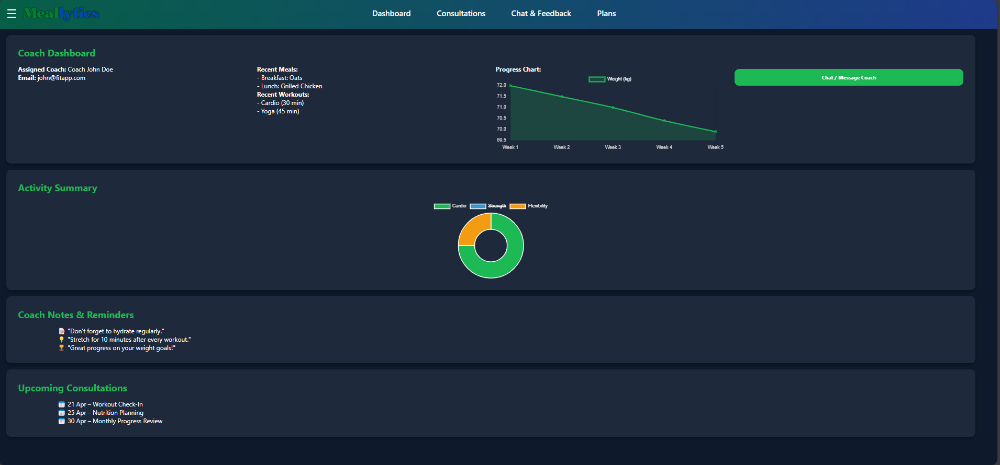 ☰ Meallytics
Dashboard Consultations Chat & Feedback Plans
Coach Dashboard
Assigned Coach: Coach John Doe
Email: john@fitapp.com
Recent Meals:
- Breakfast: Oats
- Lunch: Grilled Chicken
Recent Workouts:
- Cardio (30 min)
- Yoga (45 min)
Progress Chart:
Weight (kg)
72.0
71.5
71.0
70.5
70.0
69.5
Week 1 Week 2 Week 3 Week 4 Week 5
Chat / Message Coach
Activity Summary
Cardio Strength Flexibility
Coach Notes & Reminders
📝 "Don't forget to hydrate regularly."
💡 "Stretch for 10 minutes after every workout."
🏆 "Great progress on your weight goals!"
Upcoming Consultations
📅 21 Apr – Workout Check-In
📅 25 Apr – Nutrition Planning
📅 30 Apr – Monthly Progress Review